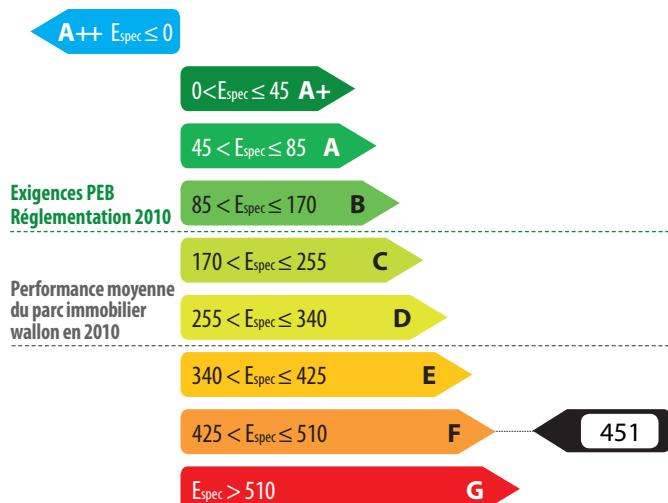 A++ Espec ≤ 0
0<Espec ≤ 45 A+
45 < Espec ≤ 85 A
Exigences PEB
Réglementation 2010
85 < Espec ≤ 170 B
170 < Espec ≤ 255 C
Performance moyenne
du parc immobilier
wallon en 2010
255 < Espec ≤ 340 D
340 < Espec ≤ 425 E
425 < Espec ≤ 510 F
451
Espec > 510 G